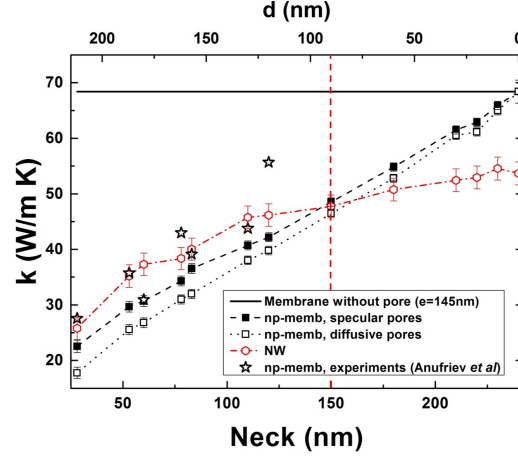 d (nm)
200 150 100 50 0
70
60
50
40
30
20
k (W/m K)
Membrane without pore (e=145nm)
np-memb, specular pores
np-memb, diffusive pores
NW
np-memb, experiments (Anufriev et al)
50 100 150 200
Neck (nm)